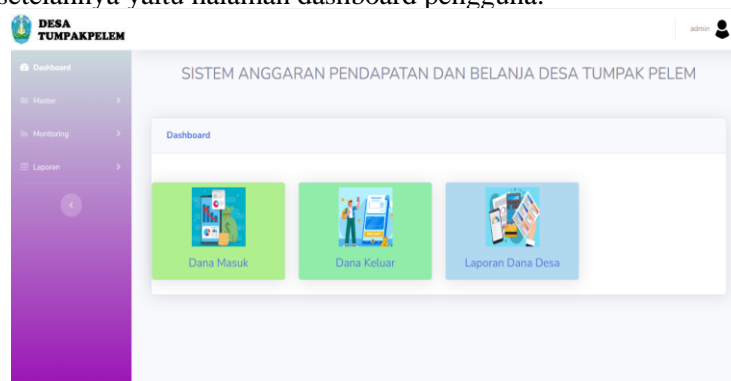 setelahnya yaitu halaman dashboard pengguna.
DESA
TUMPAKPELEM
admin
Dashboard
SISTEM ANGGARAN PENDAPATAN DAN BELANJA DESA TUMPAK PELEM
Master
Monitoring
Dashboard
Laporan
Dana Masuk
Dana Keluar
Laporan Dana Desa